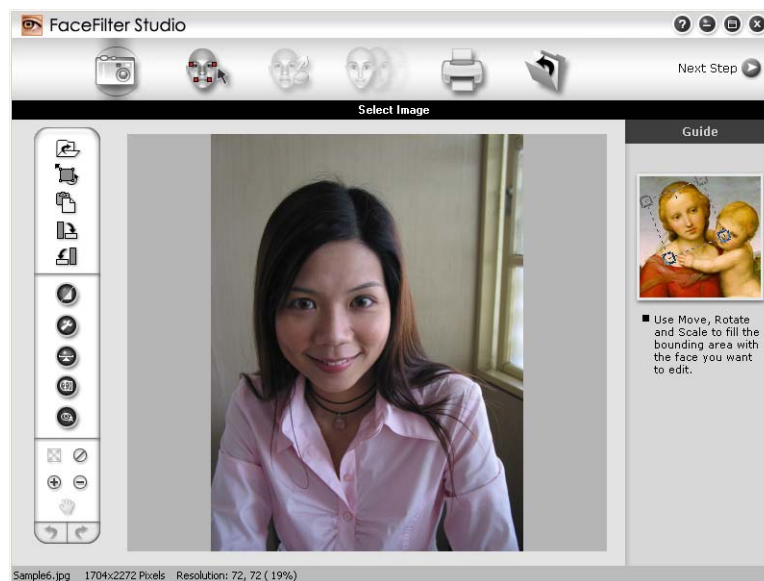 FaceFilter Studio
Next Step
Select Image
Guide
Use Move, Rotate
and Scale to fill the
bounding area with
the face you want
to edit.
Sample6.jpg 1704x2272 Pixels Resolution: 72, 72 ( 19%)